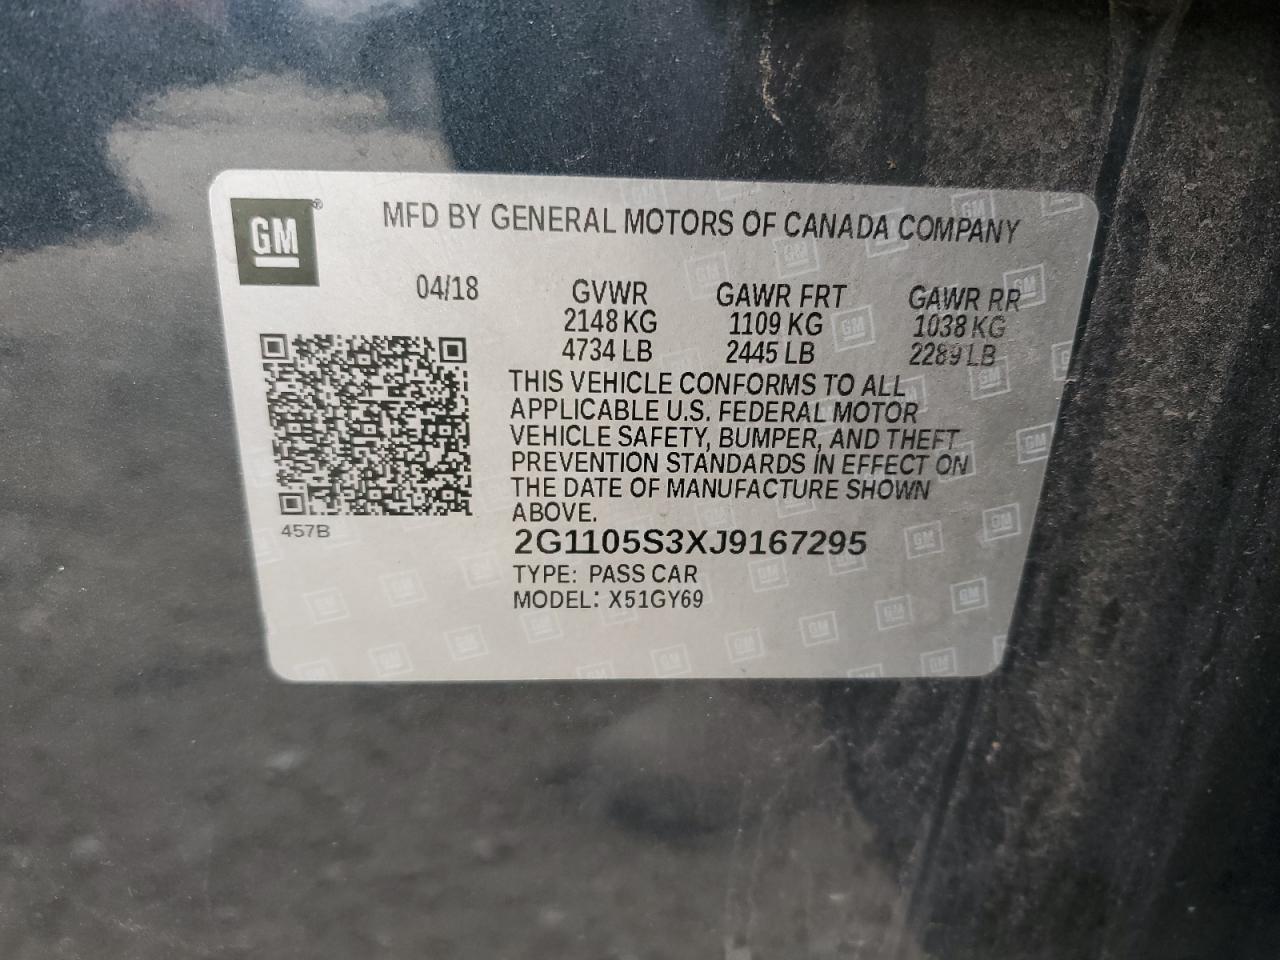 GM®
MFD BY GENERAL MOTORS OF CANADA COMPANY
04/18 GVWR GAWR FRT GAWR RR
2148 KG 1109 KG 1038 KG
4734 LB 2445 LB 2289 LB
THIS VEHICLE CONFORMS TO ALL
APPLICABLE U.S. FEDERAL MOTOR
VEHICLE SAFETY, BUMPER, AND THEFT
PREVENTION STANDARDS IN EFFECT ON
THE DATE OF MANUFACTURE SHOWN
ABOVE.
457B
2G1105S3XJ9167295
TYPE: PASS CAR
MODEL: X51GY69